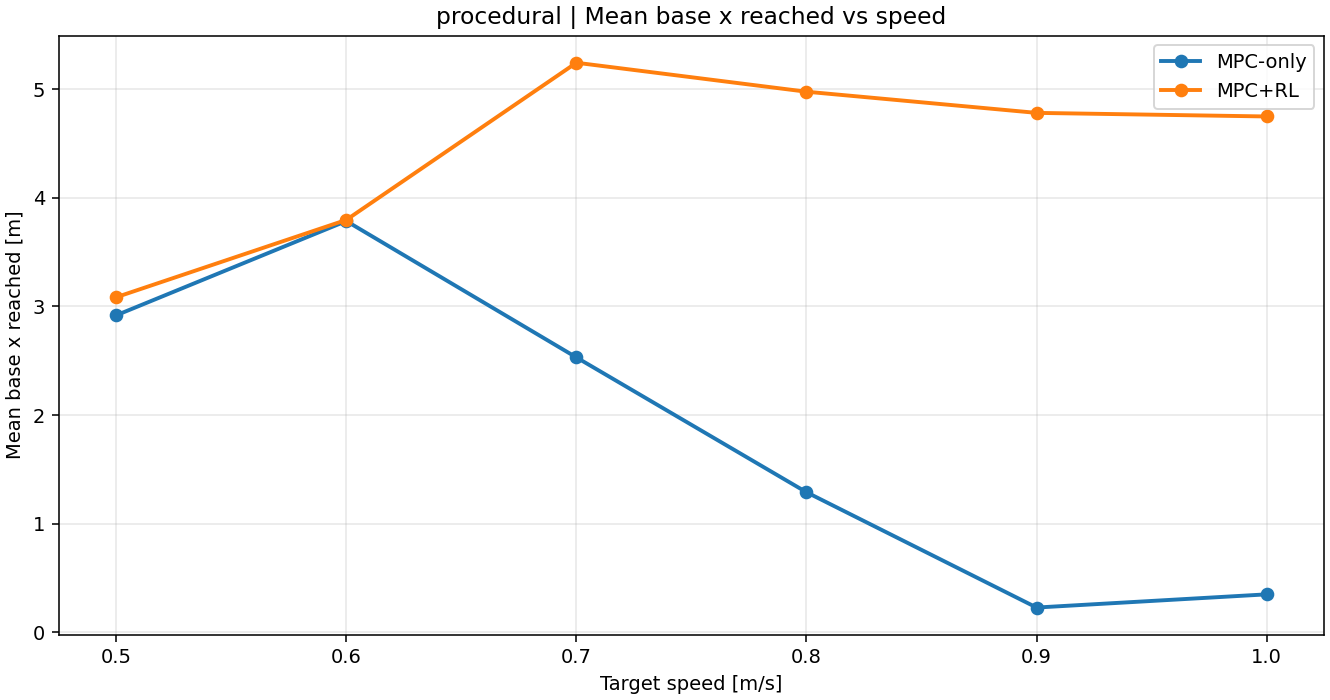 procedural | Mean base x reached vs speed
MPC-only
MPC+RL
Mean base x reached [m]
5
4
3
2
1
0
0.5 0.6 0.7 0.8 0.9 1.0
Target speed [m/s]